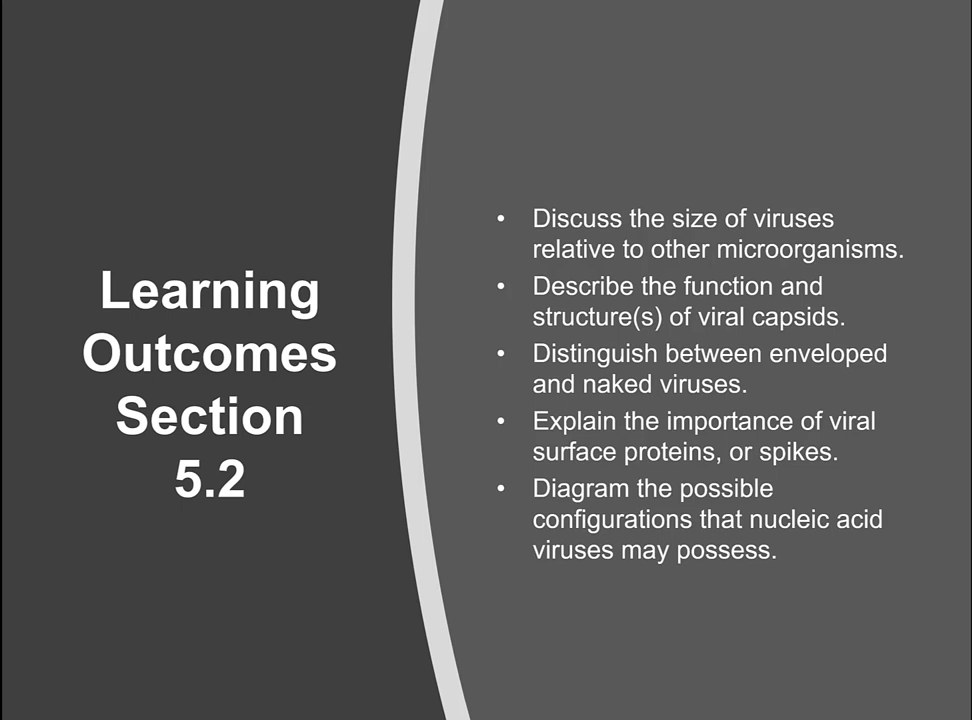 Learning
Outcomes
Section
5.2
• Discuss the size of viruses
relative to other microorganisms.
• Describe the function and
structure(s) of viral capsids.
• Distinguish between enveloped
and naked viruses.
• Explain the importance of viral
surface proteins, or spikes.
• Diagram the possible
configurations that nucleic acid
viruses may possess.